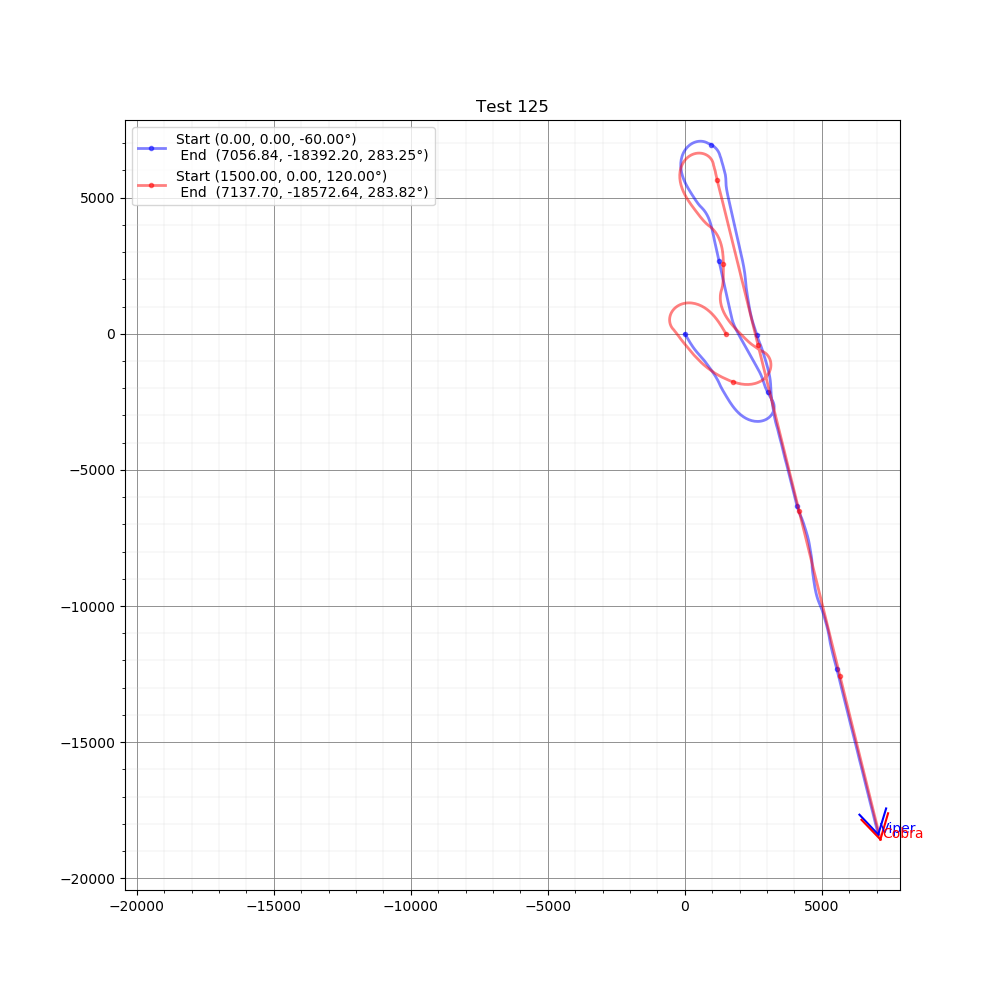 Test 125
Start (0.00, 0.00, -60.00°)
End  (7056.84, -18392.20, 283.25°)
Start (1500.00, 0.00, 120.00°)
End  (7137.70, -18572.64, 283.82°)
5000
0
−5000
−10000
−15000
−20000
Cobra
−20000 −15000 −10000 −5000 0 5000